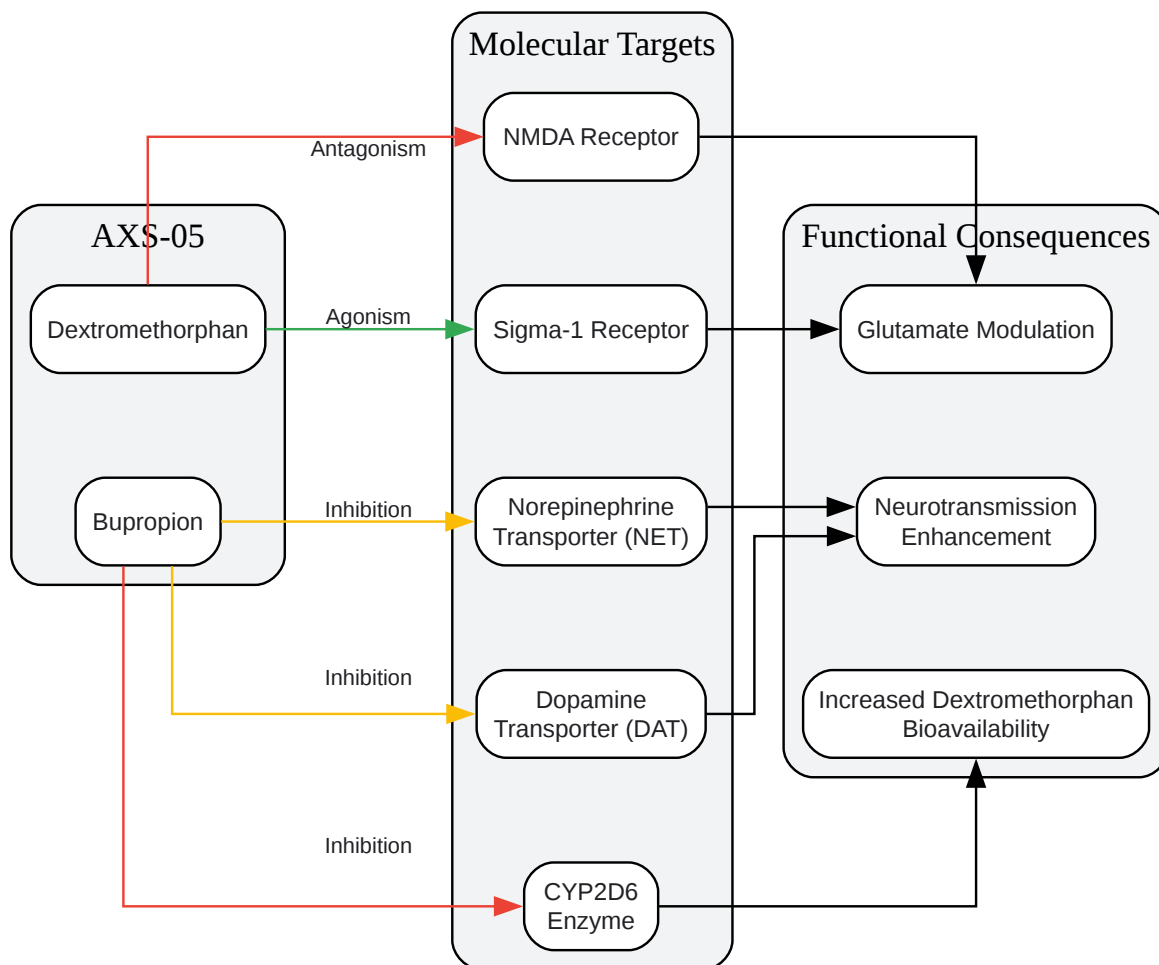 Molecular Targets
NMDA Receptor
Antagonism
AXS-05
Functional Consequences
Dextromethorphan
Agonism
Sigma-1 Receptor
Glutamate Modulation
Bupropion
Inhibition
Norepinephrine
Transporter (NET)
Neurotransmission
Enhancement
Inhibition
Dopamine
Transporter (DAT)
Increased Dextromethorphan
Bioavailability
Inhibition
CYP2D6
Enzyme